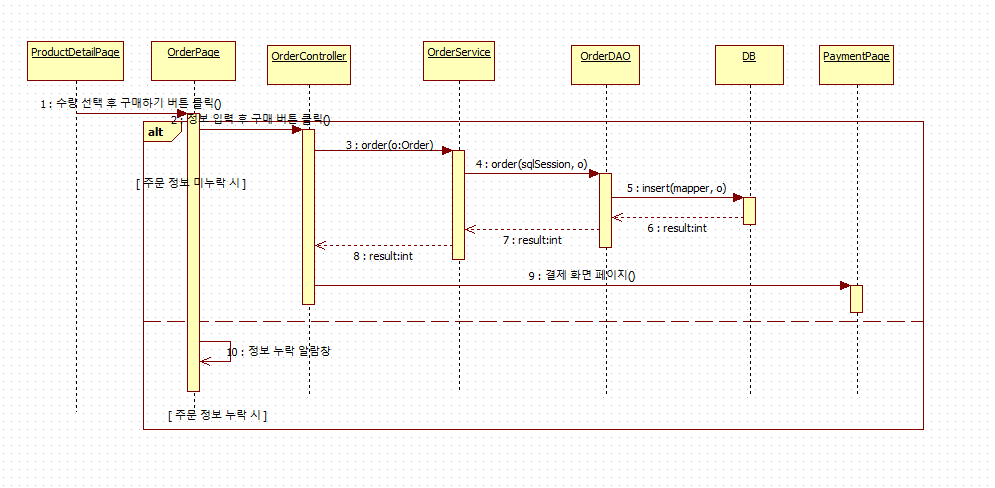 ProductDetailPage
OrderPage
OrderController
OrderService
OrderDAO
DB
PaymentPage
1 : 수량 선택 후 구매하기 버튼 클릭()
2 : 정보 입력 후 구매 버튼 클릭()
alt
3 : order(o:Order)
4 : order(sqlSession, o)
[ 주문 정보 미누락 시 ]
5 : insert(mapper, o)
6 : result:int
7 : result:int
8 : result:int
9 : 결제 화면 페이지()
10 : 정보 누락 알람창
[ 주문 정보 누락 시 ]